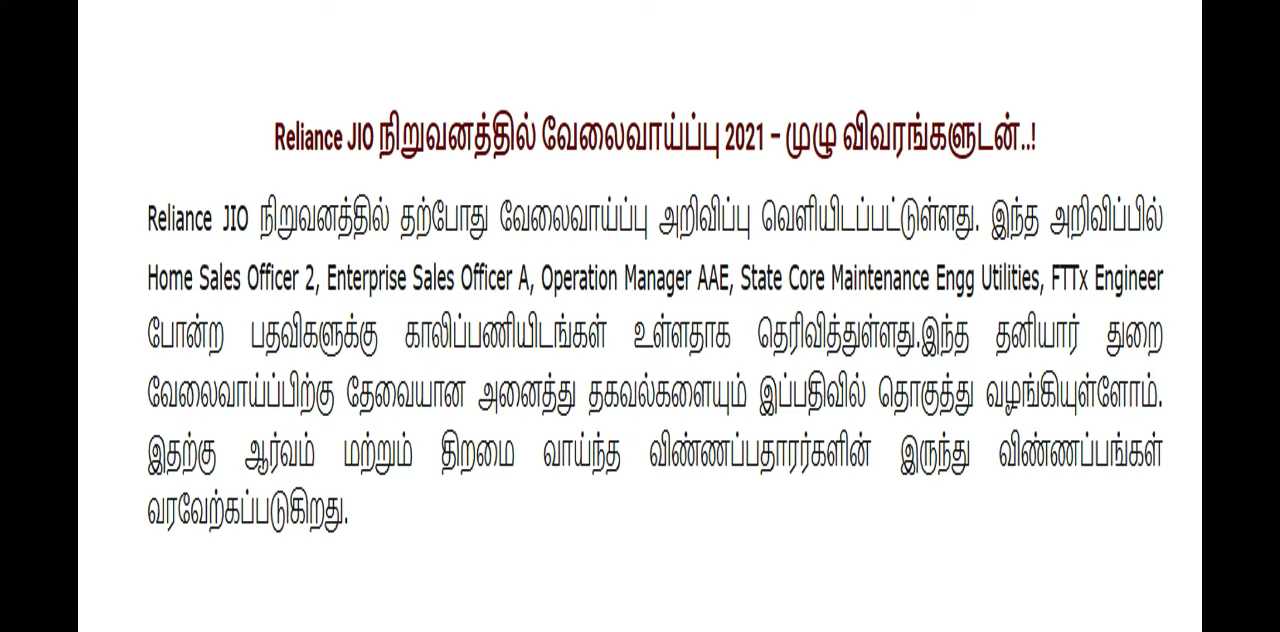 Reliance JIO நிறுவனத்தில் வேலைவாய்ப்பு 2021 – முழு விவரங்களுடன்..!
Reliance JIO நிறுவனத்தில் தற்போது வேலைவாய்ப்பு அறிவிப்பு வெளியிடப்பட்டுள்ளது. இந்த அறிவிப்பில்
Home Sales Officer 2, Enterprise Sales Officer A, Operation Manager AAE, State Core Maintenance Engg Utilities, FTTx Engineer
போன்ற பதவிகளுக்கு காலிப்பணியிடங்கள் உள்ளதாக தெரிவித்துள்ளது.இந்த தனியார் துறை
வேலைவாய்ப்பிற்கு தேவையான அனைத்து தகவல்களையும் இப்பதிவில் தொகுத்து வழங்கியுள்ளோம்.
இதற்கு ஆர்வம் மற்றும் திறமை வாய்ந்த விண்ணப்பதாரர்களின் இருந்து விண்ணப்பங்கள்
வரவேற்கப்படுகிறது.